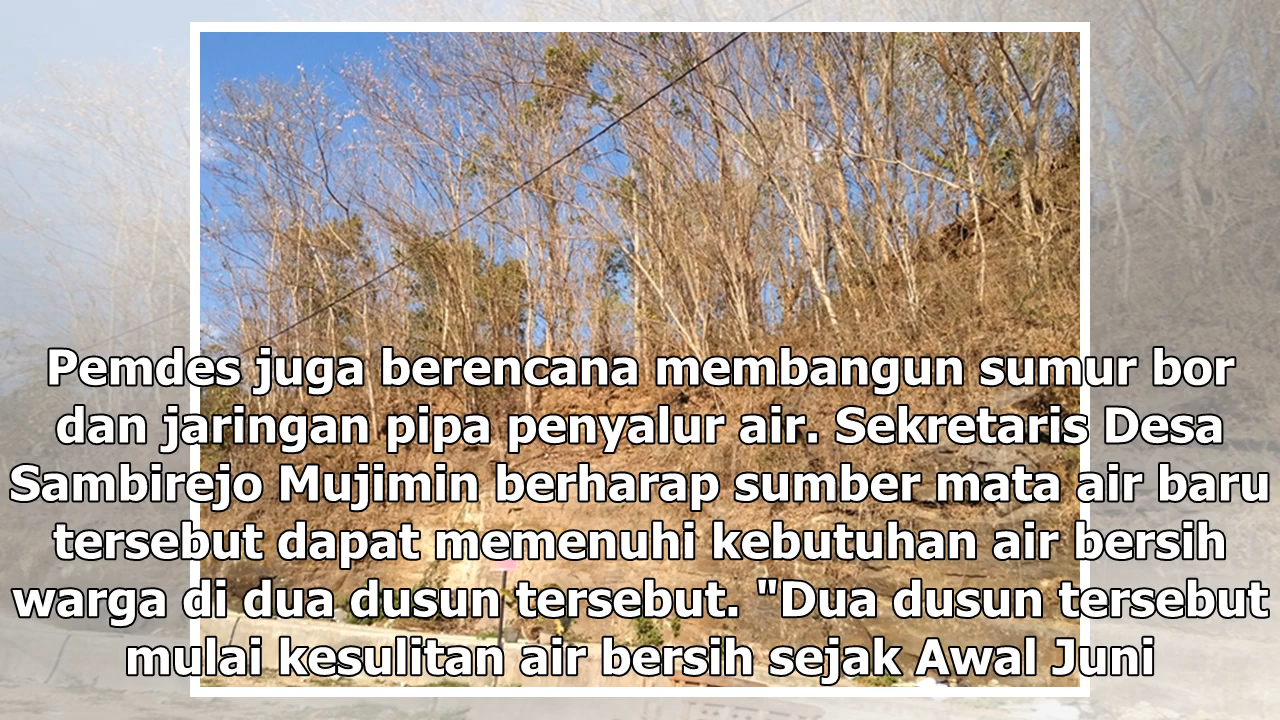 Pemdes juga berencana membangun sumur bor
dan jaringan pipa penyalur air. Sekretaris Desa
Sambirejo Mujimin berharap sumber mata air baru
tersebut dapat memenuhi kebutuhan air bersih
warga di dua dusun tersebut. "Dua dusun tersebut
mulai kesulitan air bersih sejak Awal Juni